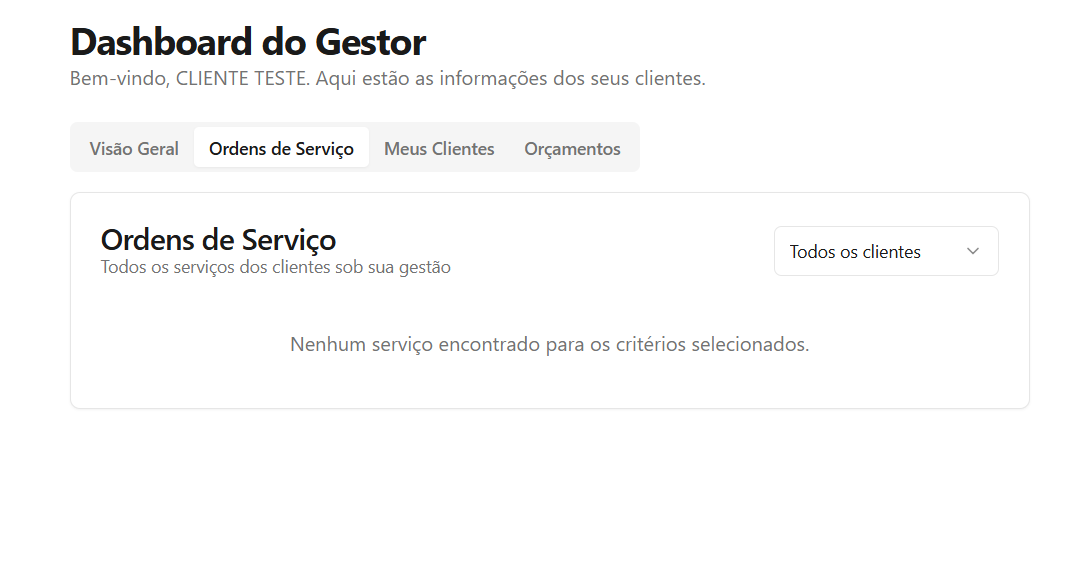 Dashboard do Gestor
Bem-vindo, CLIENTE TESTE. Aqui estão as informações dos seus clientes.
Visão Geral
Ordens de Serviço
Meus Clientes
Orçamentos
Ordens de Serviço
Todos os serviços dos clientes sob sua gestão
Todos os clientes
Nenhum serviço encontrado para os critérios selecionados.